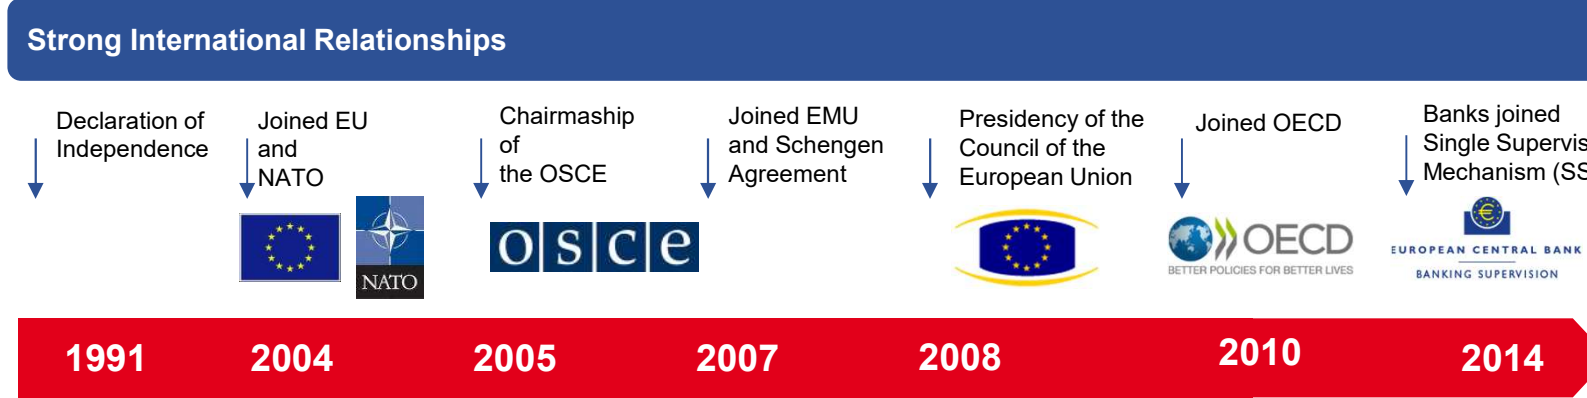 Strong International Relationships
Declaration of
Independence
Joined EU
and
NATO
Chairmaship
of
the OSCE
Joined EMU
and Schengen
Agreement
Presidency of the
Council of the
European Union
Joined OECD
Banks joined
Single Supervis
Mechanism (SS
NATO
osce
OECD
BETTER POLICIES FOR BETTER LIVES
EUROPEAN CENTRAL BANK
BANKING SUPERVISION
1991
2004
2005
2007
2008
2010
2014